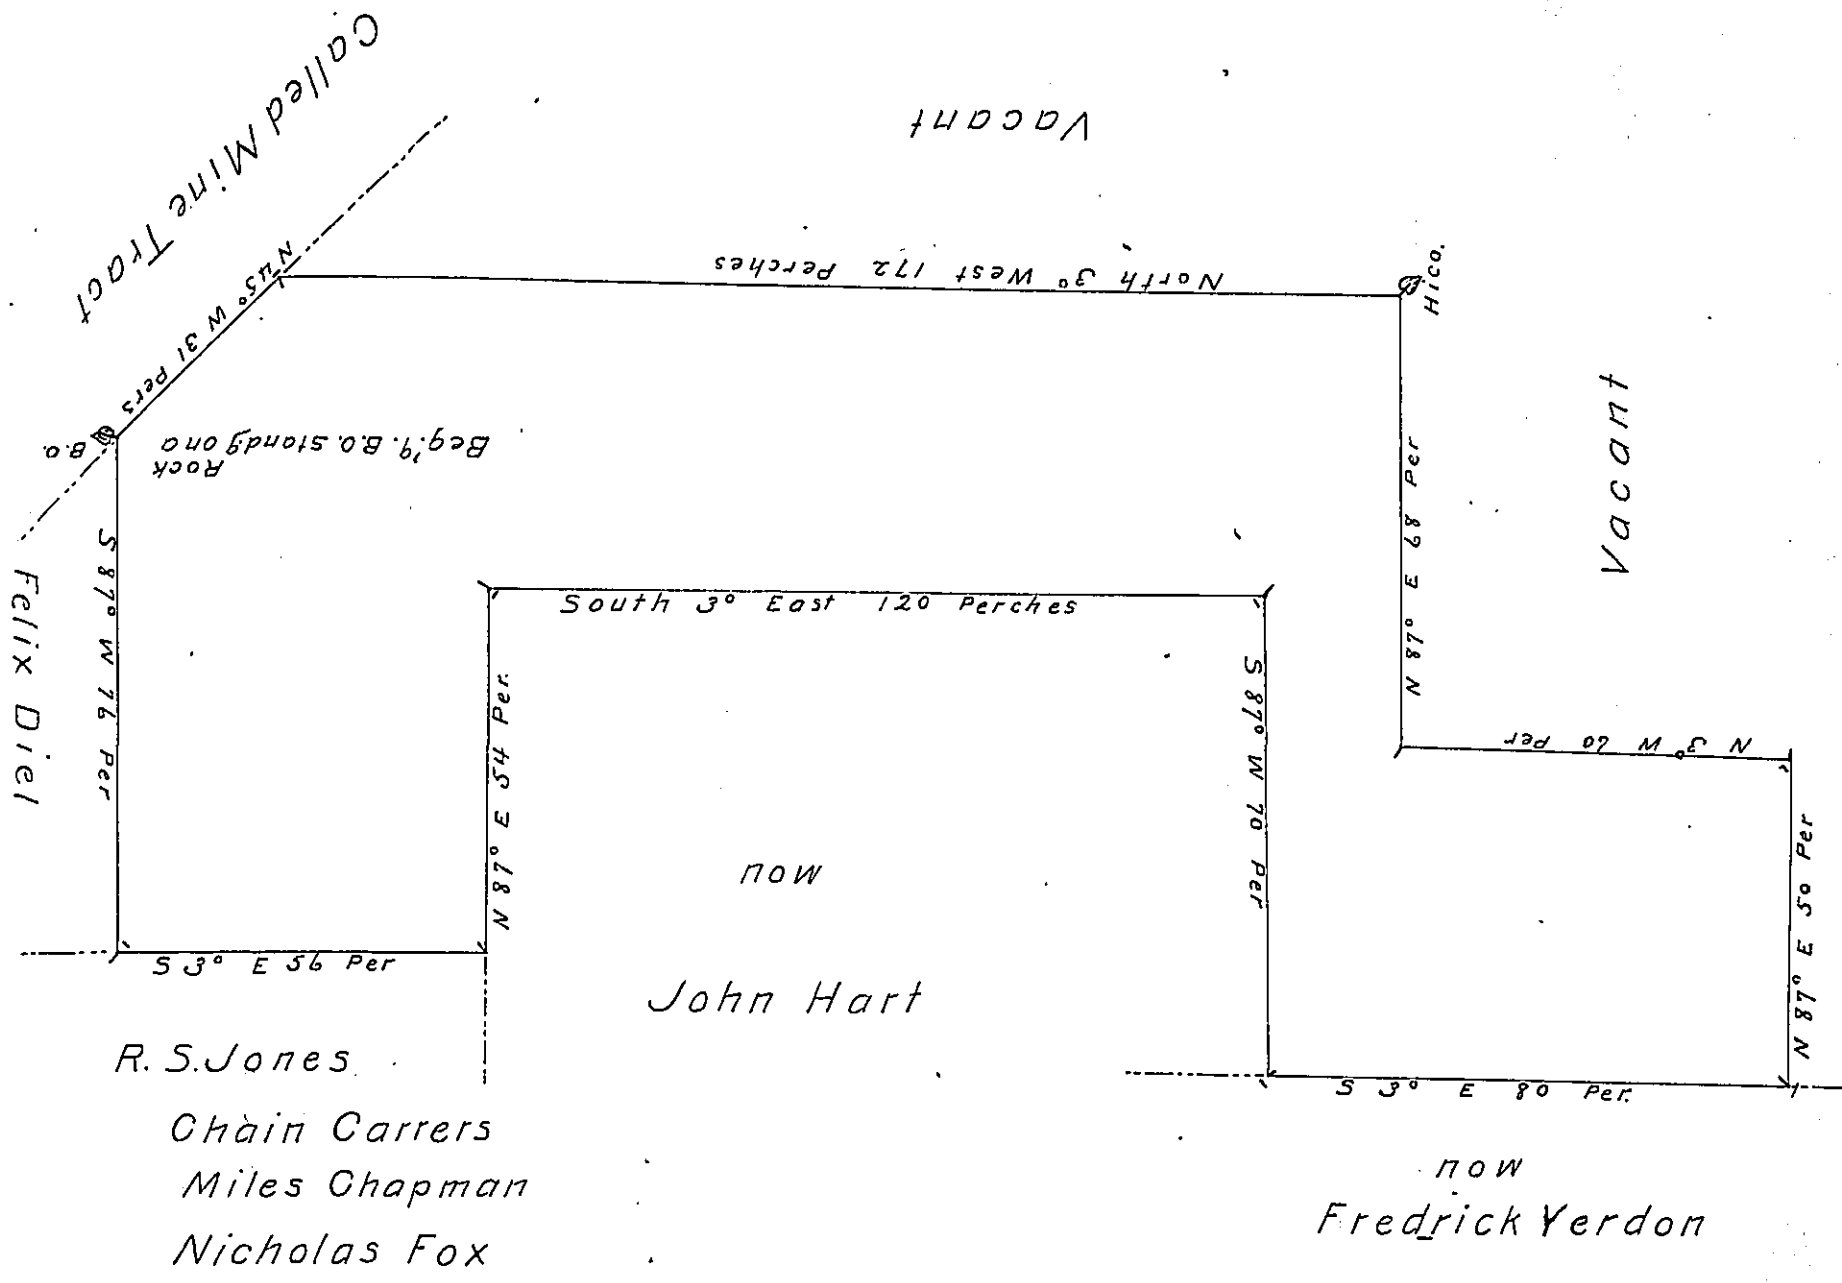 Called Mine Tract
Vacant
N 45° W 31 Pers
North 3° West 172 Perches
Hico.
B.O.
Beg'g. B.O. stand'g on a
Rock
N 87° E 69 Per
Vacant
S 87° W 76 Per
Felix Diel
South 3° East 120 Perches
N 87° E 54 Per.
S 87° W 70 Per
N 3° W 60 Per
N 87° E 50 Per
now
John Hart
S 3° E 56 Per
S 3° E 80 Per.
R. S. Jones
Chain Carrers
Miles Chapman
Nicholas Fox
now
Fredrick Yerdon